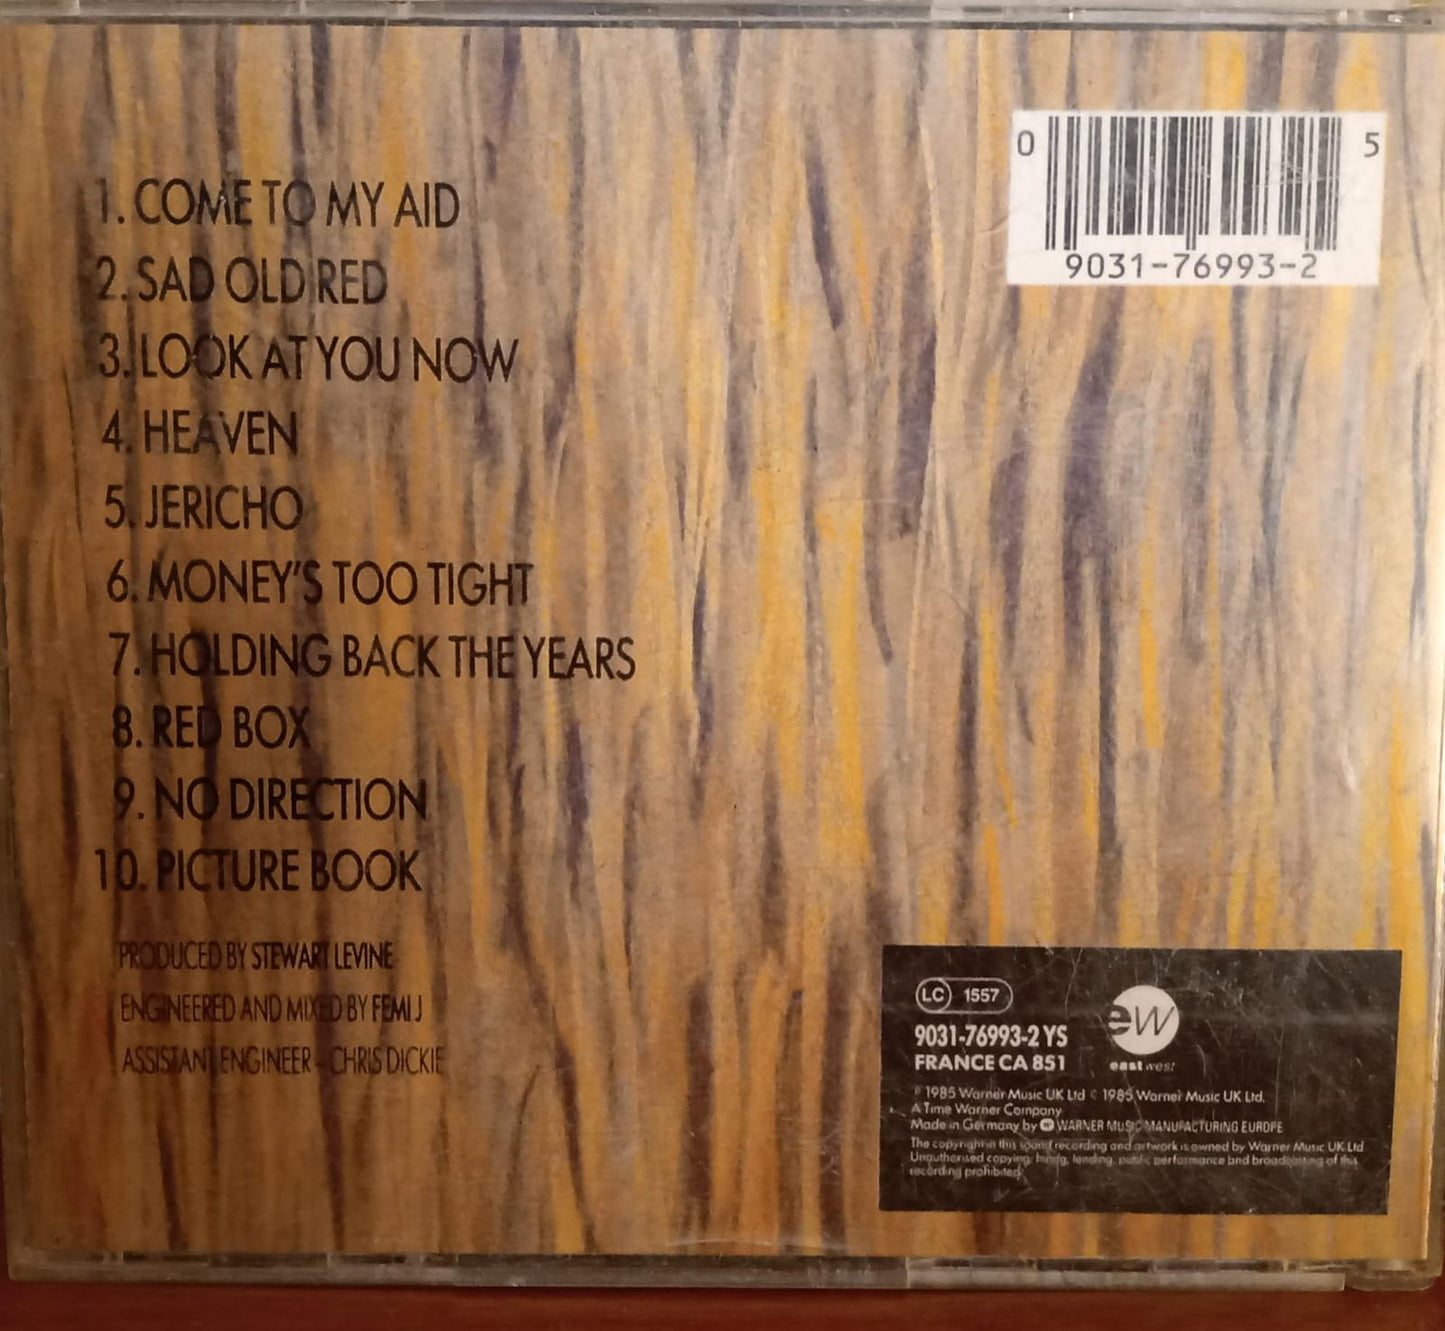 1. COME TO MY AID
2. SAD OLD RED
3. LOOK AT YOU NOW
4. HEAVEN
5. JERICHO
6. MONEY'S TOO TIGHT
7. HOLDING BACK THE YEARS
8. RED BOX
9. NO DIRECTION
10. PICTURE BOOK
PRODUCED BY STEWART LEVINE
ENGINEERED AND MIXED BY FEMI J
ASSISTANT ENGINEER - CHRIS DICKIE
0 5
9031-76993-2
LC 1557
9031-76993-2 YS
FRANCE CA 851
ew
eastwest
℗ 1985 Warner Music UK Ltd © 1985 Warner Music UK Ltd.
A Time Warner Company
Made in Germany by WARNER MUSIC MANUFACTURING EUROPE
The copyright in this sound recording and artwork is owned by Warner Music UK Ltd
Unauthorised copying, hiring, lending, public performance and broadcasting of this
recording prohibited